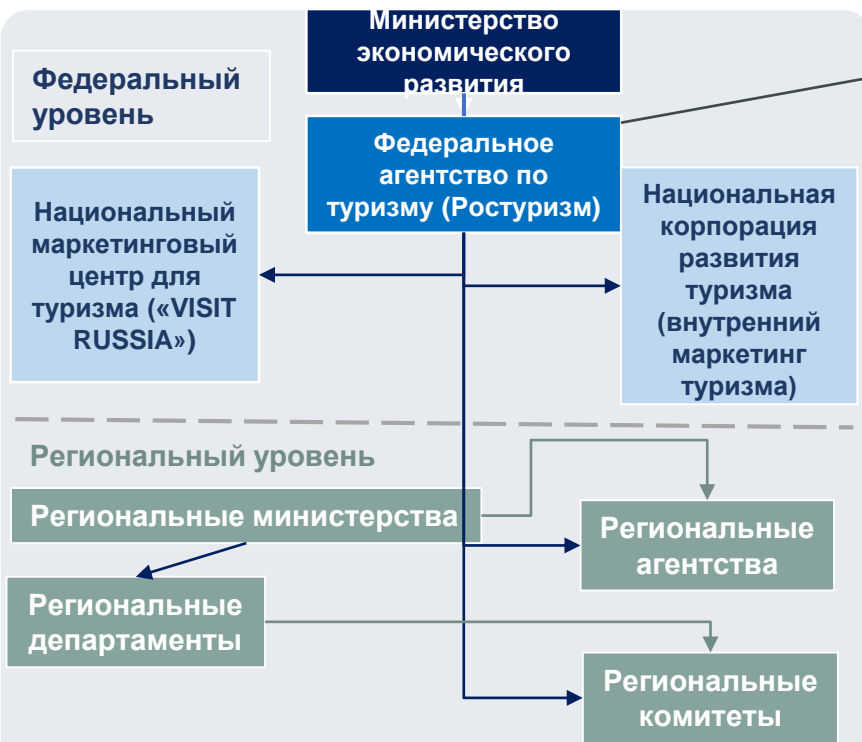 Министерство
экономического
развития
Федеральный
уровень
Федеральное
агентство по
туризму (Ростуризм)
Национальный
маркетинговый
центр для
туризма («VISIT
RUSSIA»)
Национальная
корпорация
развития
туризма
(внутренний
маркетинг
туризма)
Региональный уровень
Региональные министерства
Региональные
агентства
Региональные
департаменты
Региональные
комитеты